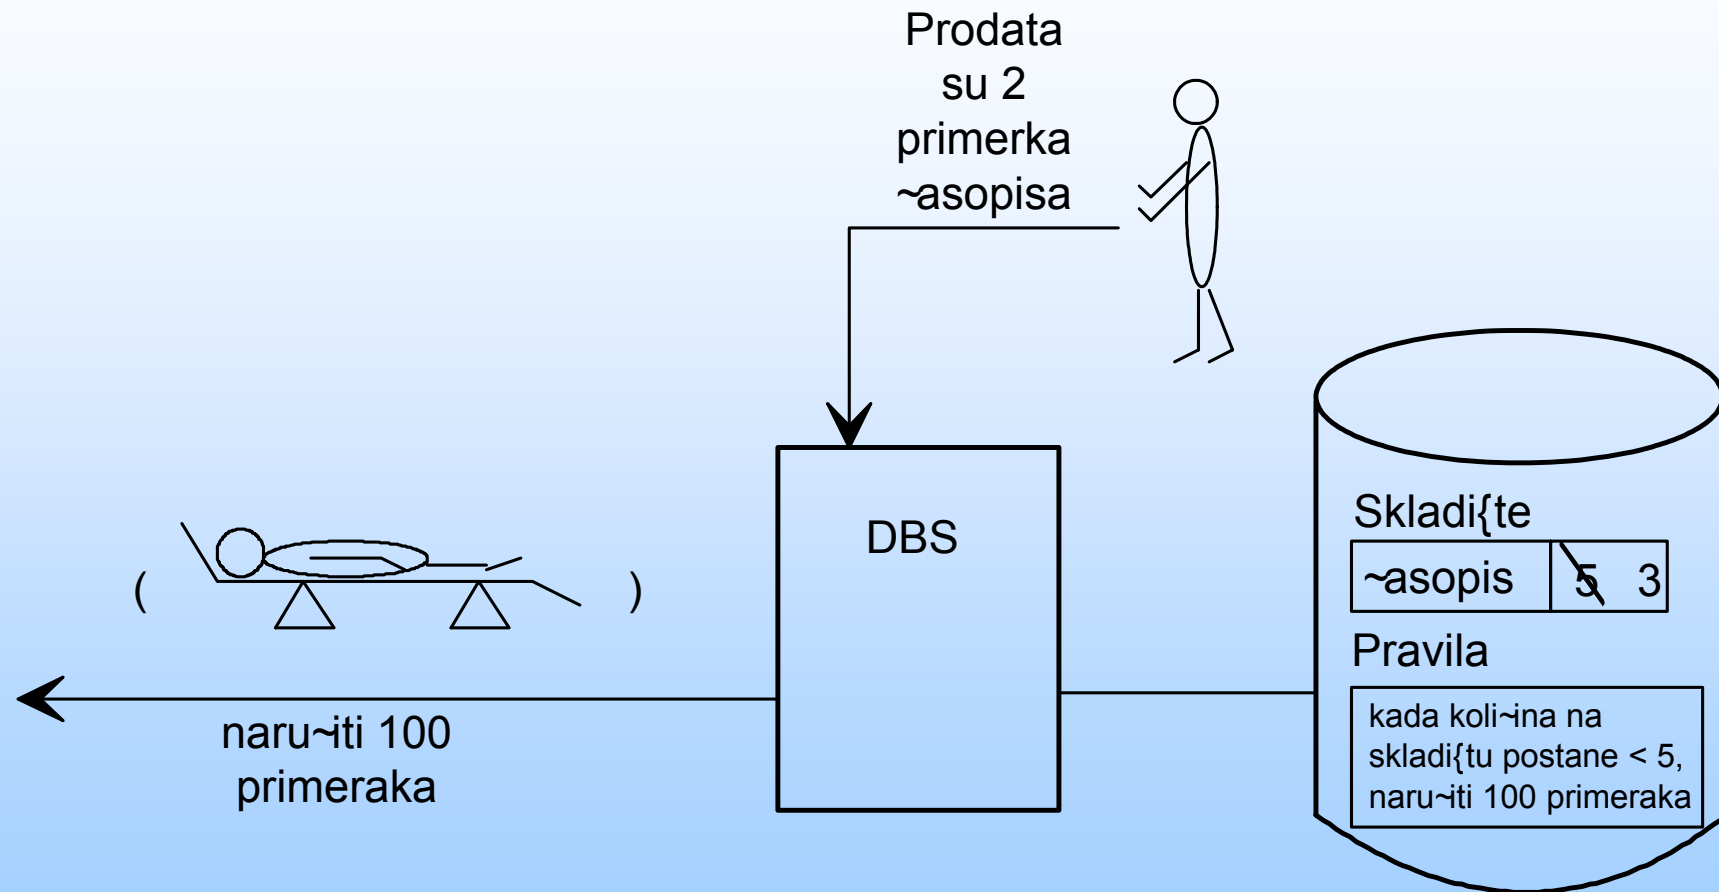 Prodata
su 2
primerka
~asopisa
DBS
Skladi{te
~asopis 5 3
Pravila
kada koli~ina na
skladi{tu postane < 5,
naru~iti 100 primeraka
( )
naru~iti 100
primeraka